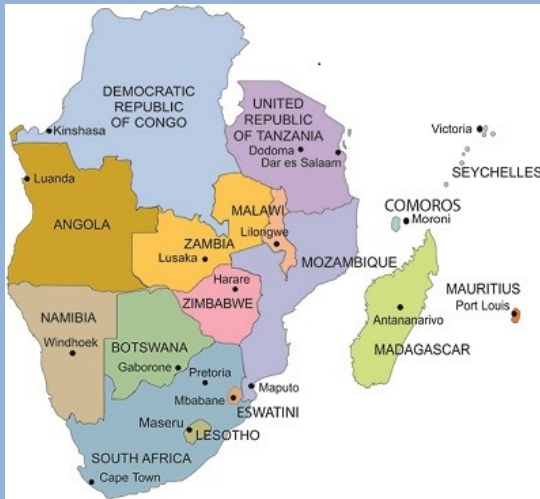 DEMOCRATIC
REPUBLIC
OF CONGO
Kinshasa
UNITED
REPUBLIC
OF TANZANIA
Dodoma
Dar es Salaam
Victoria
SEYCHELLES
Luanda
ANGOLA
MALAWI
Lilongwe
COMOROS
Moroni
ZAMBIA
Lusaka
MOZAMBIQUE
Harare
ZIMBABWE
MAURITIUS
Port Louis
Antananarivo
MADAGASCAR
NAMIBIA
Windhoek
BOTSWANA
Gaborone
Pretoria
Mbabane
Maputo
ESWATINI
Maseru
LESOTHO
SOUTH AFRICA
Cape Town